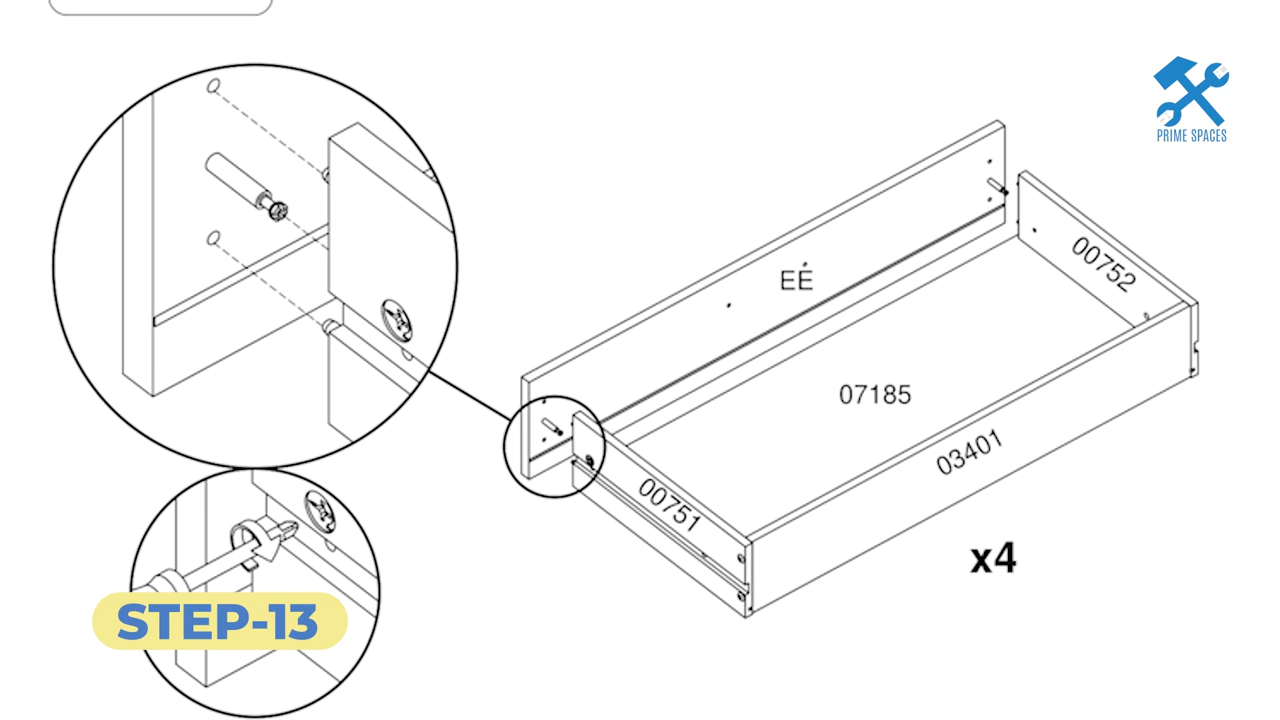 PRIME SPACES
EE
00752
07185
03401
00751
x4
STEP-13